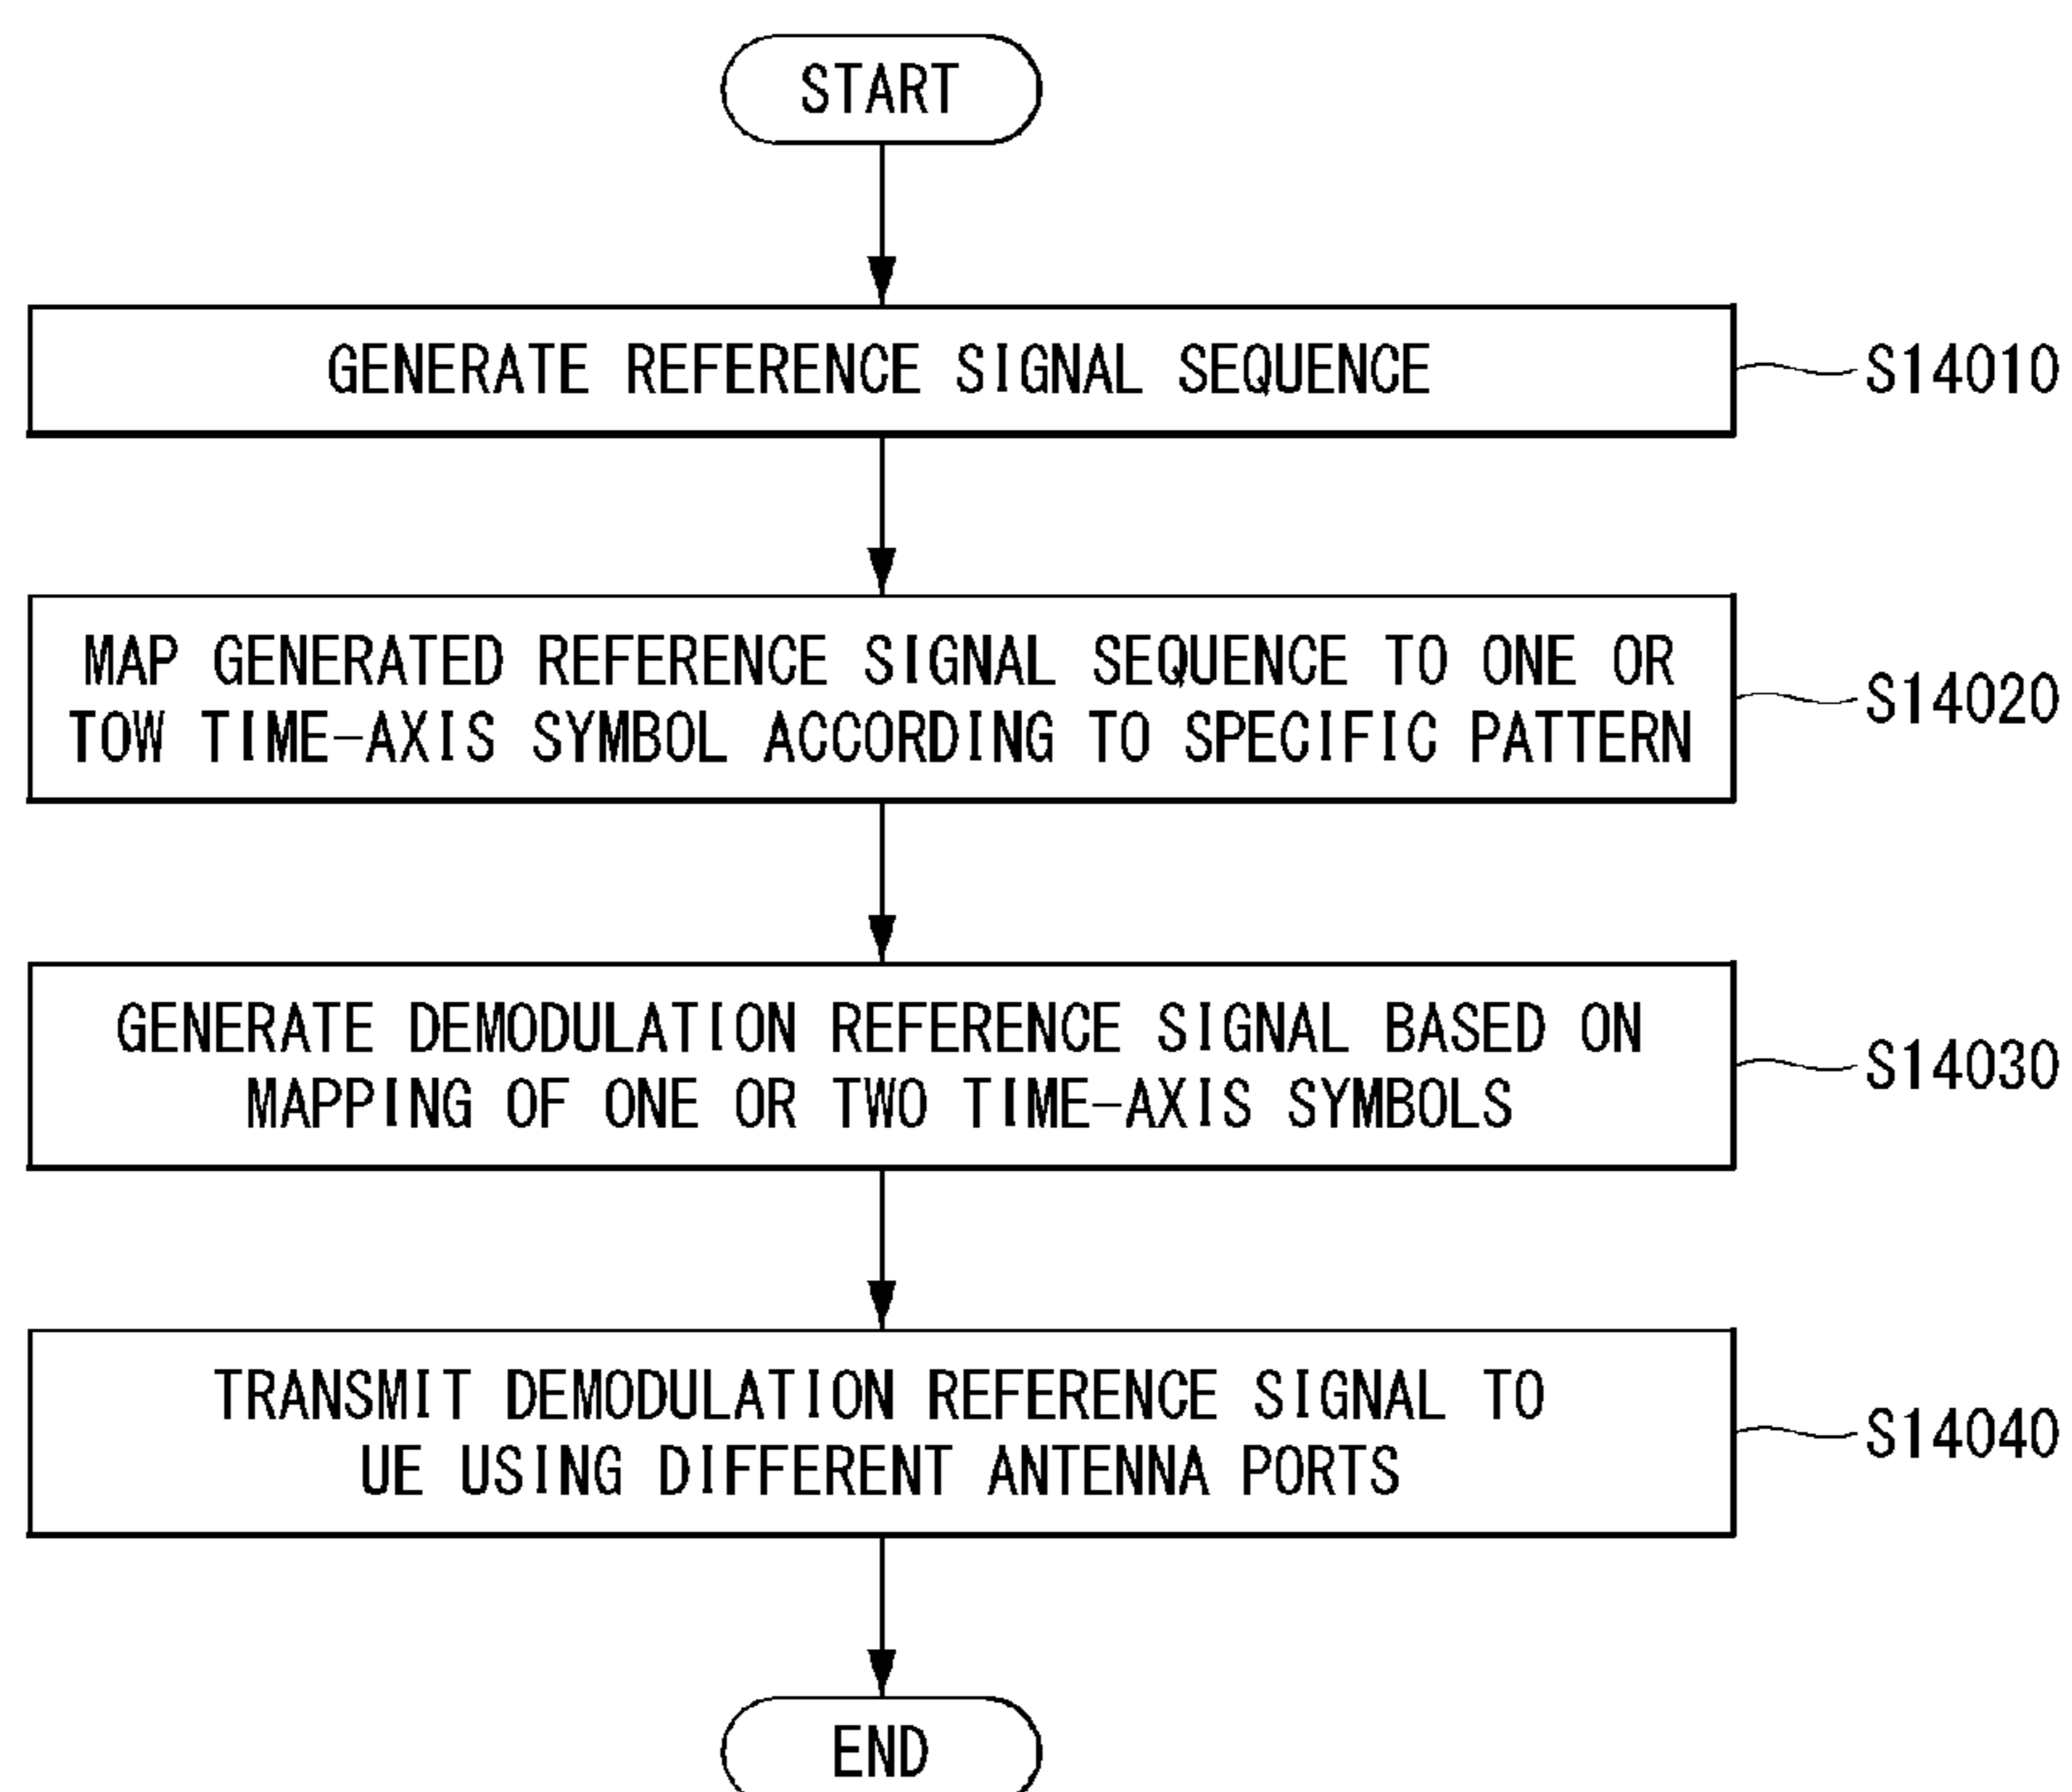 START
GENERATE REFERENCE SIGNAL SEQUENCE
S14010
MAP GENERATED REFERENCE SIGNAL SEQUENCE TO ONE OR
TOW TIME-AXIS SYMBOL ACCORDING TO SPECIFIC PATTERN
S14020
GENERATE DEMODULATION REFERENCE SIGNAL BASED ON
MAPPING OF ONE OR TWO TIME-AXIS SYMBOLS
S14030
TRANSMIT DEMODULATION REFERENCE SIGNAL TO
UE USING DIFFERENT ANTENNA PORTS
S14040
END